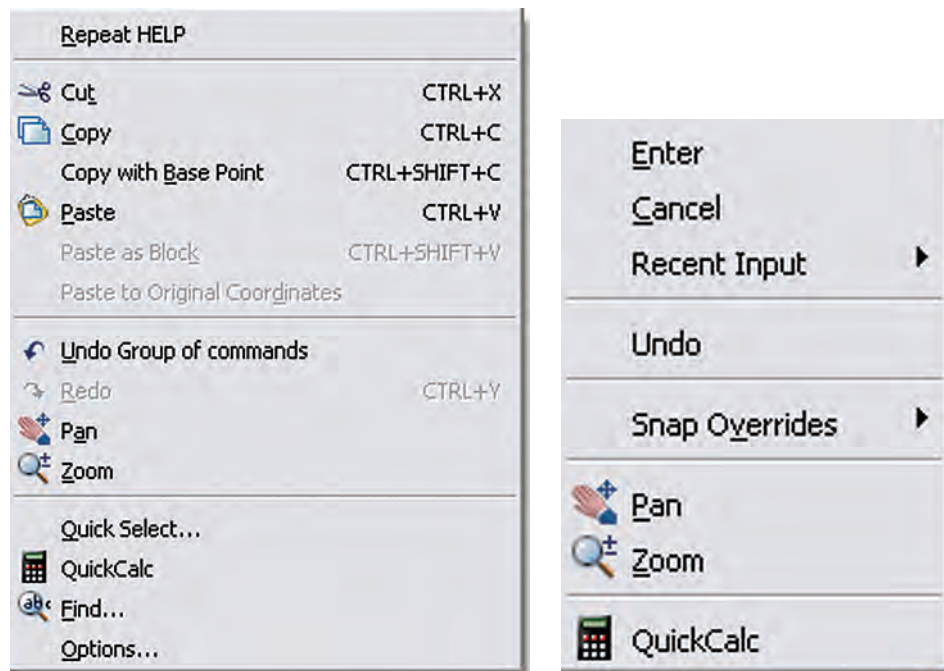 Repeat HELP
Cut CTRL+X
Copy CTRL+C
Copy with Base Point CTRL+SHIFT+C
Paste CTRL+V
Paste as Block CTRL+SHIFT+V
Paste to Original Coordinates
Undo Group of commands
Redo CTRL+Y
Pan
Zoom
Quick Select...
QuickCalc
Find...
Options...
Enter
Cancel
Recent Input
Undo
Snap Overrides
Pan
Zoom
QuickCalc